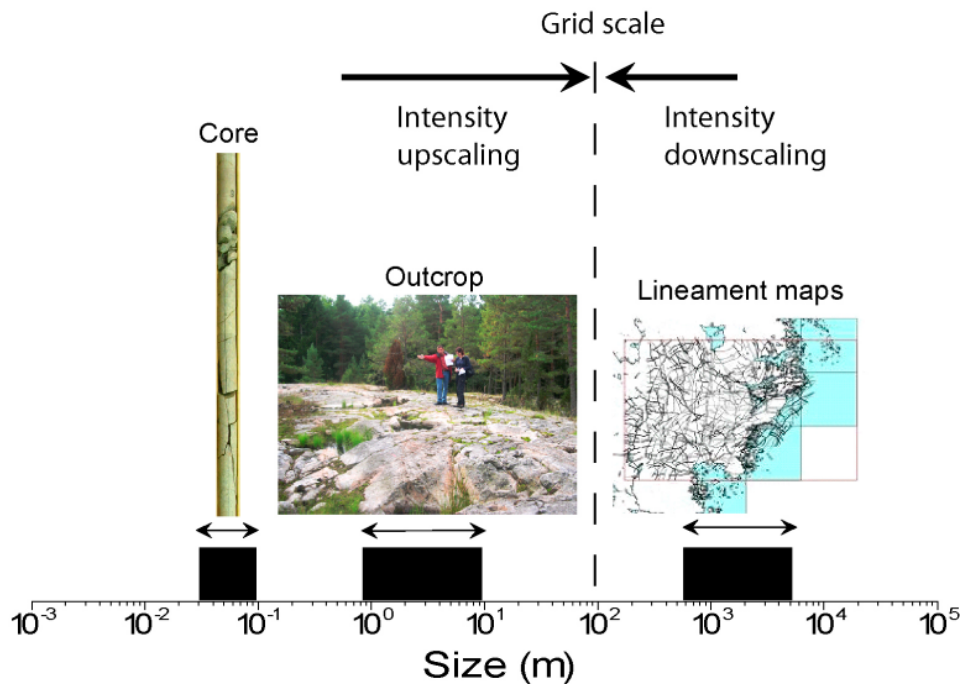 Grid scale
Intensity
upscaling
Intensity
downscaling
Core
Outcrop
Lineament maps
10⁻³ 10⁻² 10⁻¹ 10⁰ 10¹ 10² 10³ 10⁴ 10⁵
Size (m)